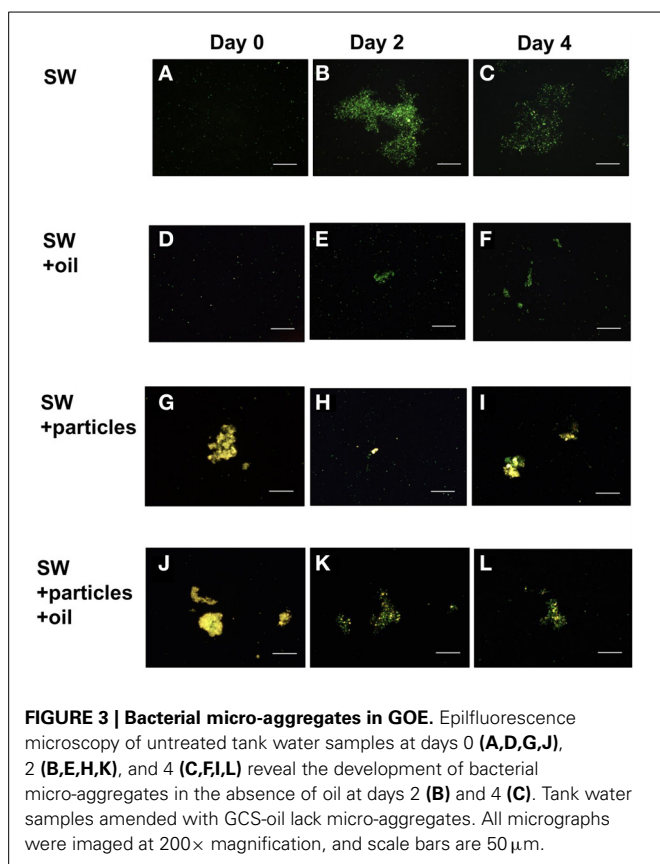 Day 0 Day 2 Day 4
SW
A B C
SW
+oil
D E F
SW
+particles
G H I
SW
+particles
+oil
J K L
FIGURE 3 | Bacterial micro-aggregates in GOE. Epilfluorescence
microscopy of untreated tank water samples at days 0 (A,D,G,J),
2 (B,E,H,K), and 4 (C,F,I,L) reveal the development of bacterial
micro-aggregates in the absence of oil at days 2 (B) and 4 (C). Tank water
samples amended with GCS-oil lack micro-aggregates. All micrographs
were imaged at 200× magnification, and scale bars are 50 μm.